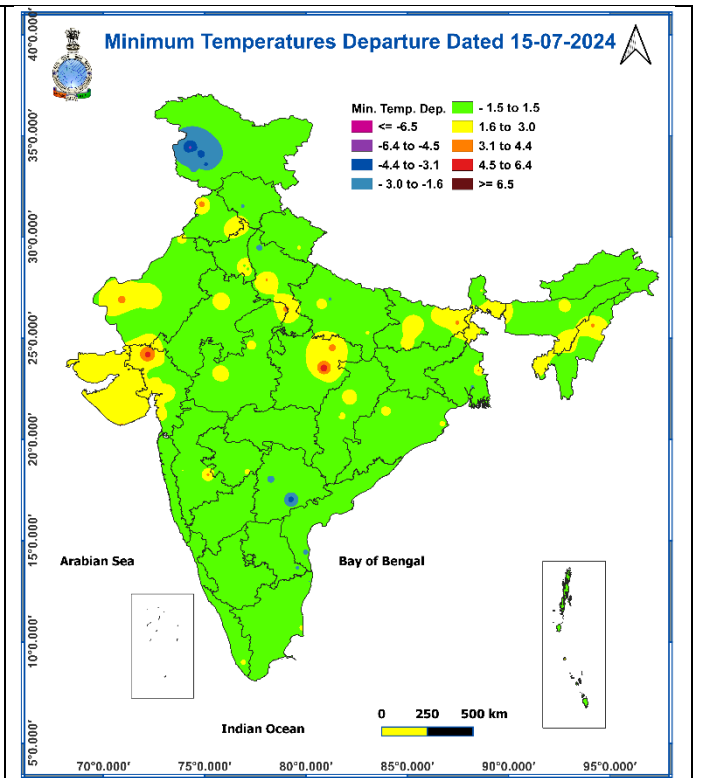 Minimum Temperatures Departure Dated 15-07-2024
Min. Temp. Dep.
<= -6.5
-6.4 to -4.5
-4.4 to -3.1
- 3.0 to -1.6
- 1.5 to 1.5
1.6 to 3.0
3.1 to 4.4
4.5 to 6.4
>= 6.5
40°0.000'
35°0.000'
30°0.000'
25°0.000'
20°0.000'
15°0.000'
10°0.000'
5°0.000'
Arabian Sea
Bay of Bengal
Indian Ocean
0 250 500 km
70°0.000' 75°0.000' 80°0.000' 85°0.000' 90°0.000' 95°0.000'